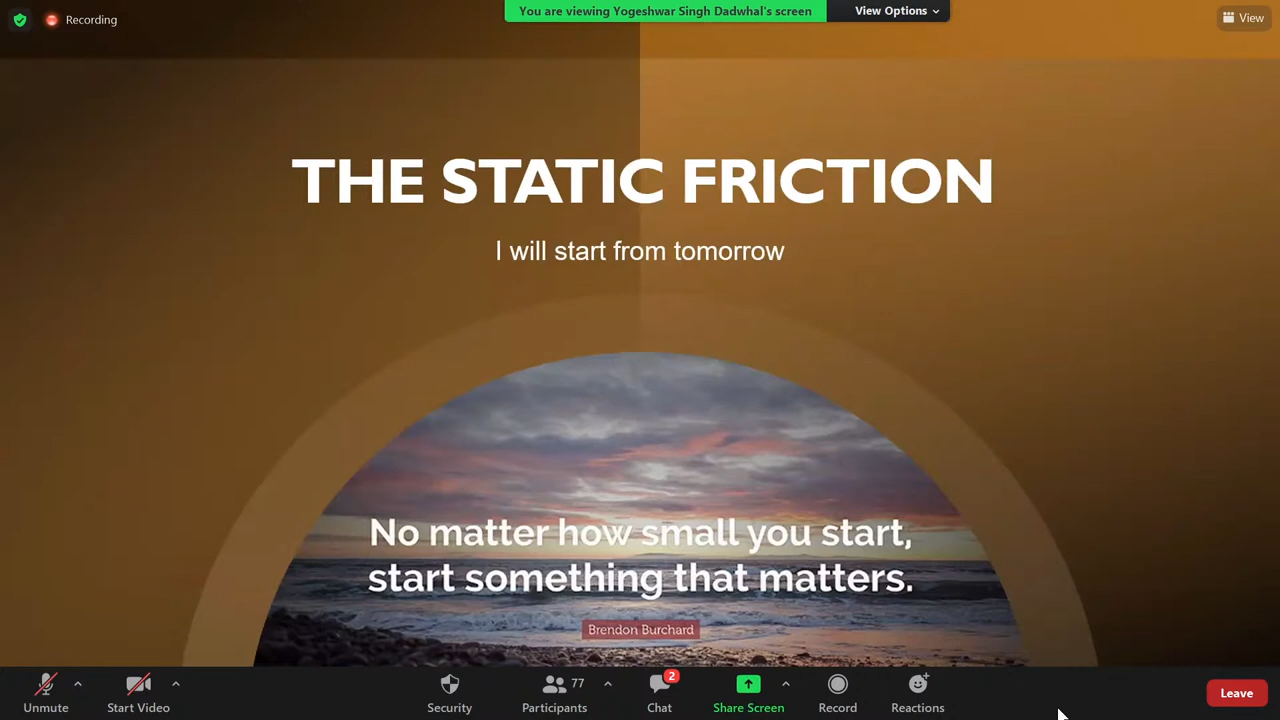 Recording
You are viewing Yogeshwar Singh Dadwhal's screen
View Options
View
THE STATIC FRICTION
I will start from tomorrow
No matter how small you start,
start something that matters.
Brendon Burchard
Unmute
Start Video
Security
77
Participants
2
Chat
Share Screen
Record
Reactions
Leave